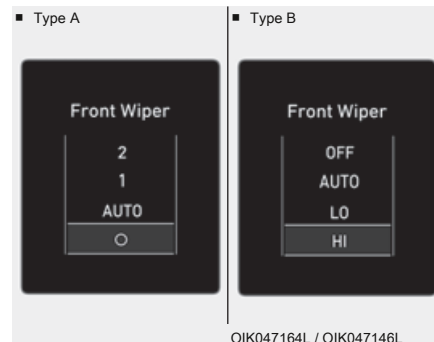 ■ Type A
Front Wiper
2
1
AUTO
O
■ Type B
Front Wiper
OFF
AUTO
LO
HI
OIK047164L / OIK047146L